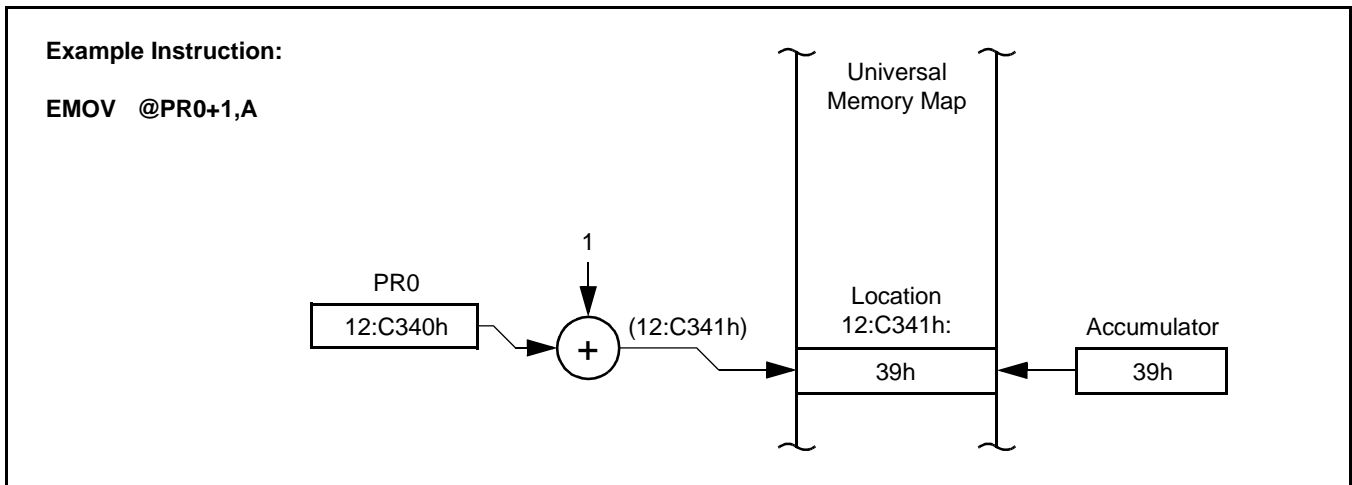 Example Instruction:
EMOV @PR0+1,A
Universal
Memory Map
1
PR0
12:C340h
+
(12:C341h)
Location
12:C341h:
39h
Accumulator
39h